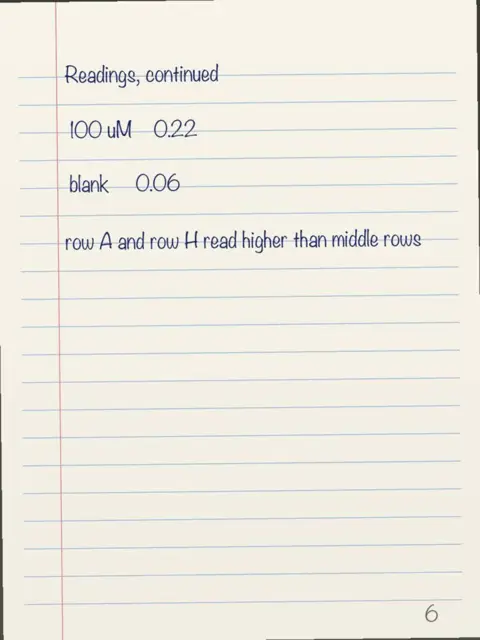 Readings, continued
100 uM 0.22
blank 0.06
row A and row H read higher than middle rows
6